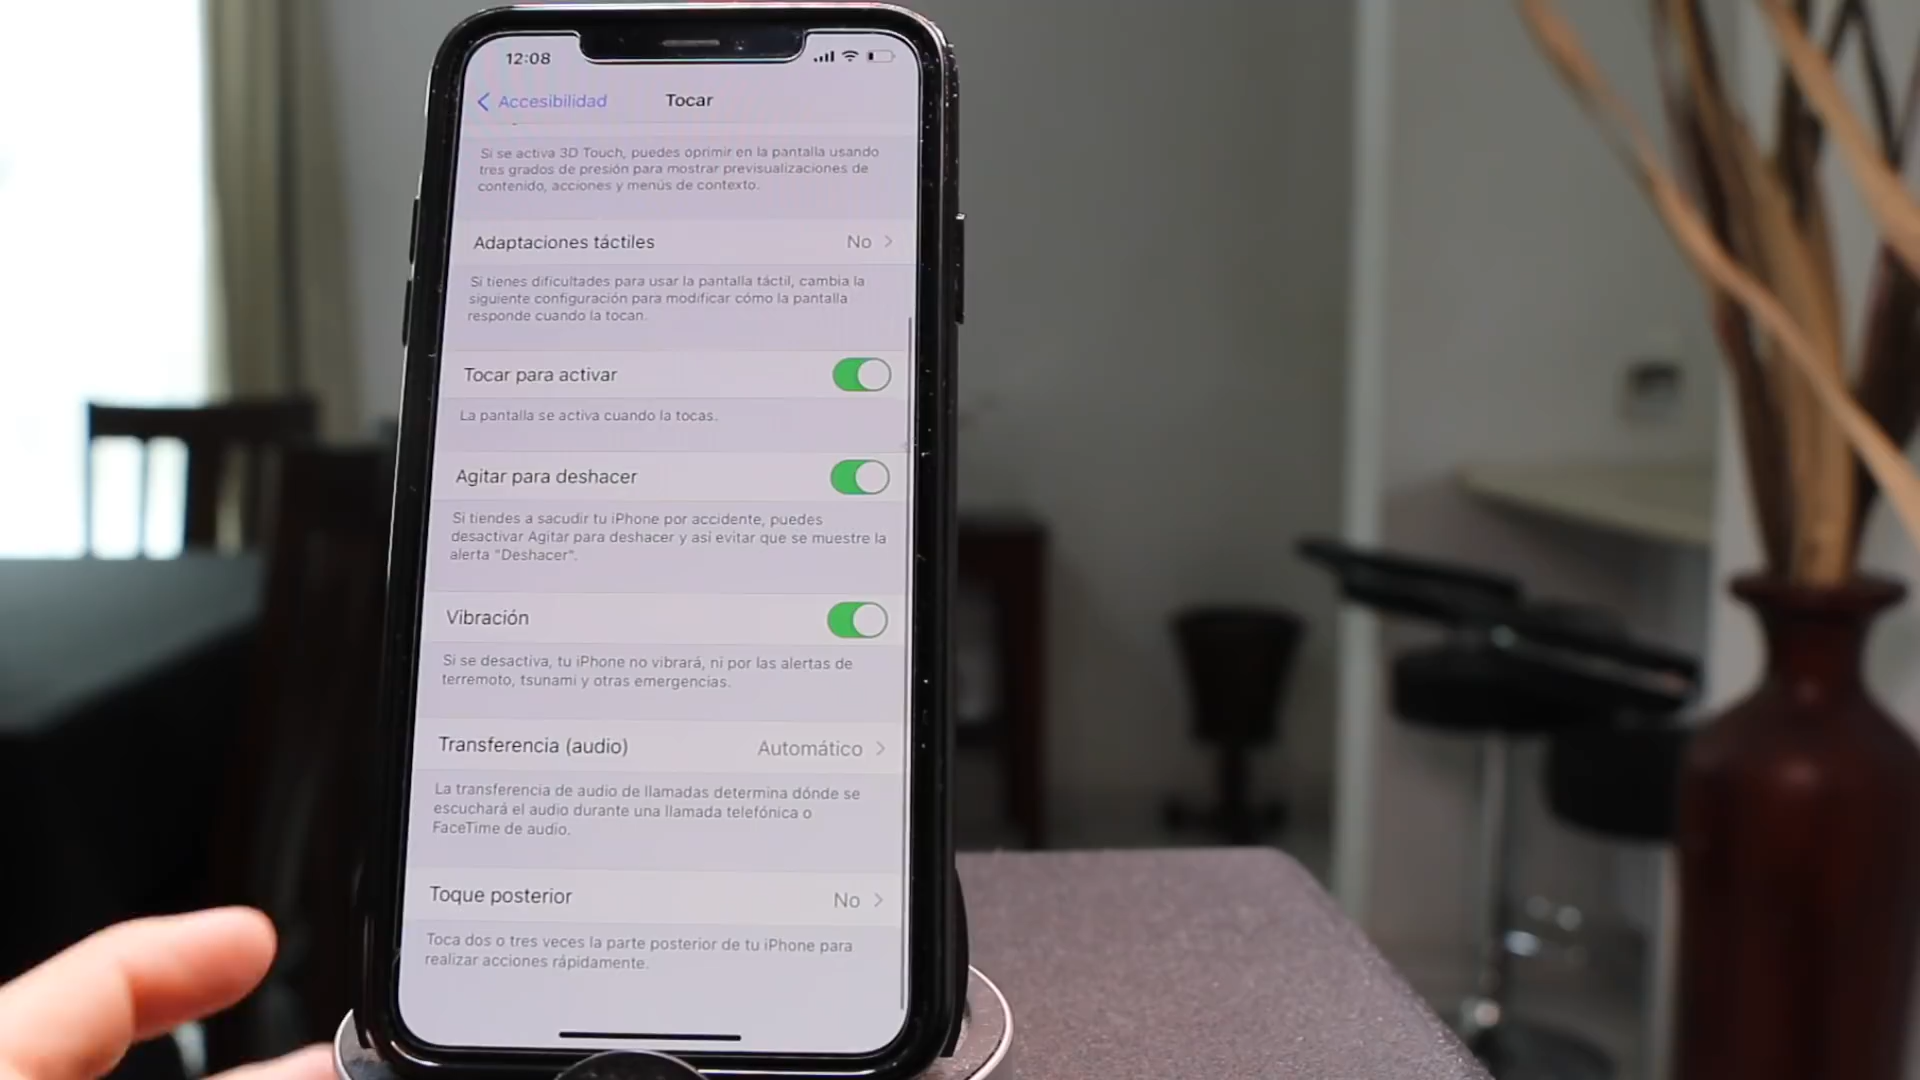 12:08
Accesibilidad
Tocar
Si se activa 3D Touch, puedes oprimir en la pantalla usando
tres grados de presión para mostrar previsualizaciones de
contenido, acciones y menús de contexto.
Adaptaciones táctiles No
Si tienes dificultades para usar la pantalla táctil, cambia la
siguiente configuración para modificar cómo la pantalla
responde cuando la tocan.
Tocar para activar
La pantalla se activa cuando la tocas.
Agitar para deshacer
Si tiendes a sacudir tu iPhone por accidente, puedes
desactivar Agitar para deshacer y así evitar que se muestre la
alerta "Deshacer".
Vibración
Si se desactiva, tu iPhone no vibrará, ni por las alertas de
terremoto, tsunami y otras emergencias.
Transferencia (audio) Automático
La transferencia de audio de llamadas determina dónde se
escuchará el audio durante una llamada telefónica o
FaceTime de audio.
Toque posterior No
Toca dos o tres veces la parte posterior de tu iPhone para
realizar acciones rápidamente.